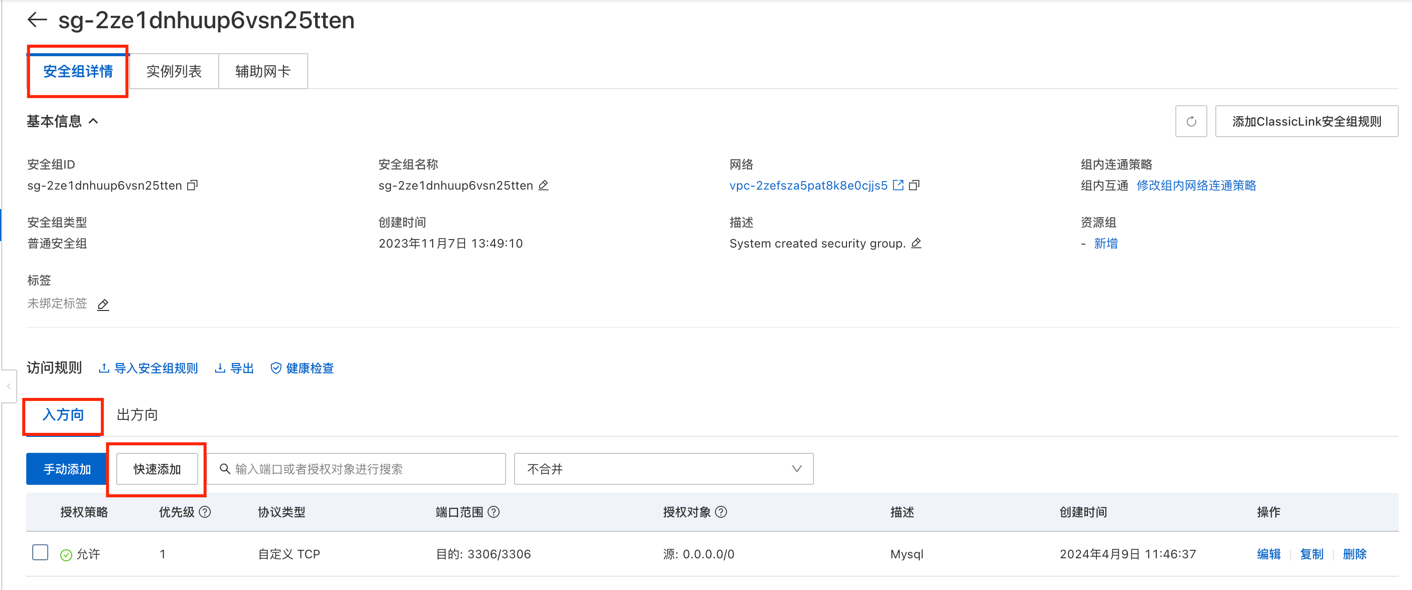 sg-2ze1dnhuup6vsn25tten
安全组详情 实例列表 辅助网卡
基本信息 添加ClassicLink安全组规则
安全组ID 安全组名称 网络 组内连通策略
sg-2ze1dnhuup6vsn25tten sg-2ze1dnhuup6vsn25tten vpc-2zefsza5pat8k8e0cjjs5 组内互通 修改组内网络连通策略
安全组类型 创建时间 描述 资源组
普通安全组 2023年11月7日 13:49:10 System created security group. - 新增
标签
未绑定标签
访问规则 导入安全组规则 导出 健康检查
入方向 出方向
手动添加 快速添加 输入端口或者授权对象进行搜索 不合并
授权策略 优先级 协议类型 端口范围 授权对象 描述 创建时间 操作
允许 1 自定义 TCP 目的: 3306/3306 源: 0.0.0.0/0 Mysql 2024年4月9日 11:46:37 编辑 复制 删除